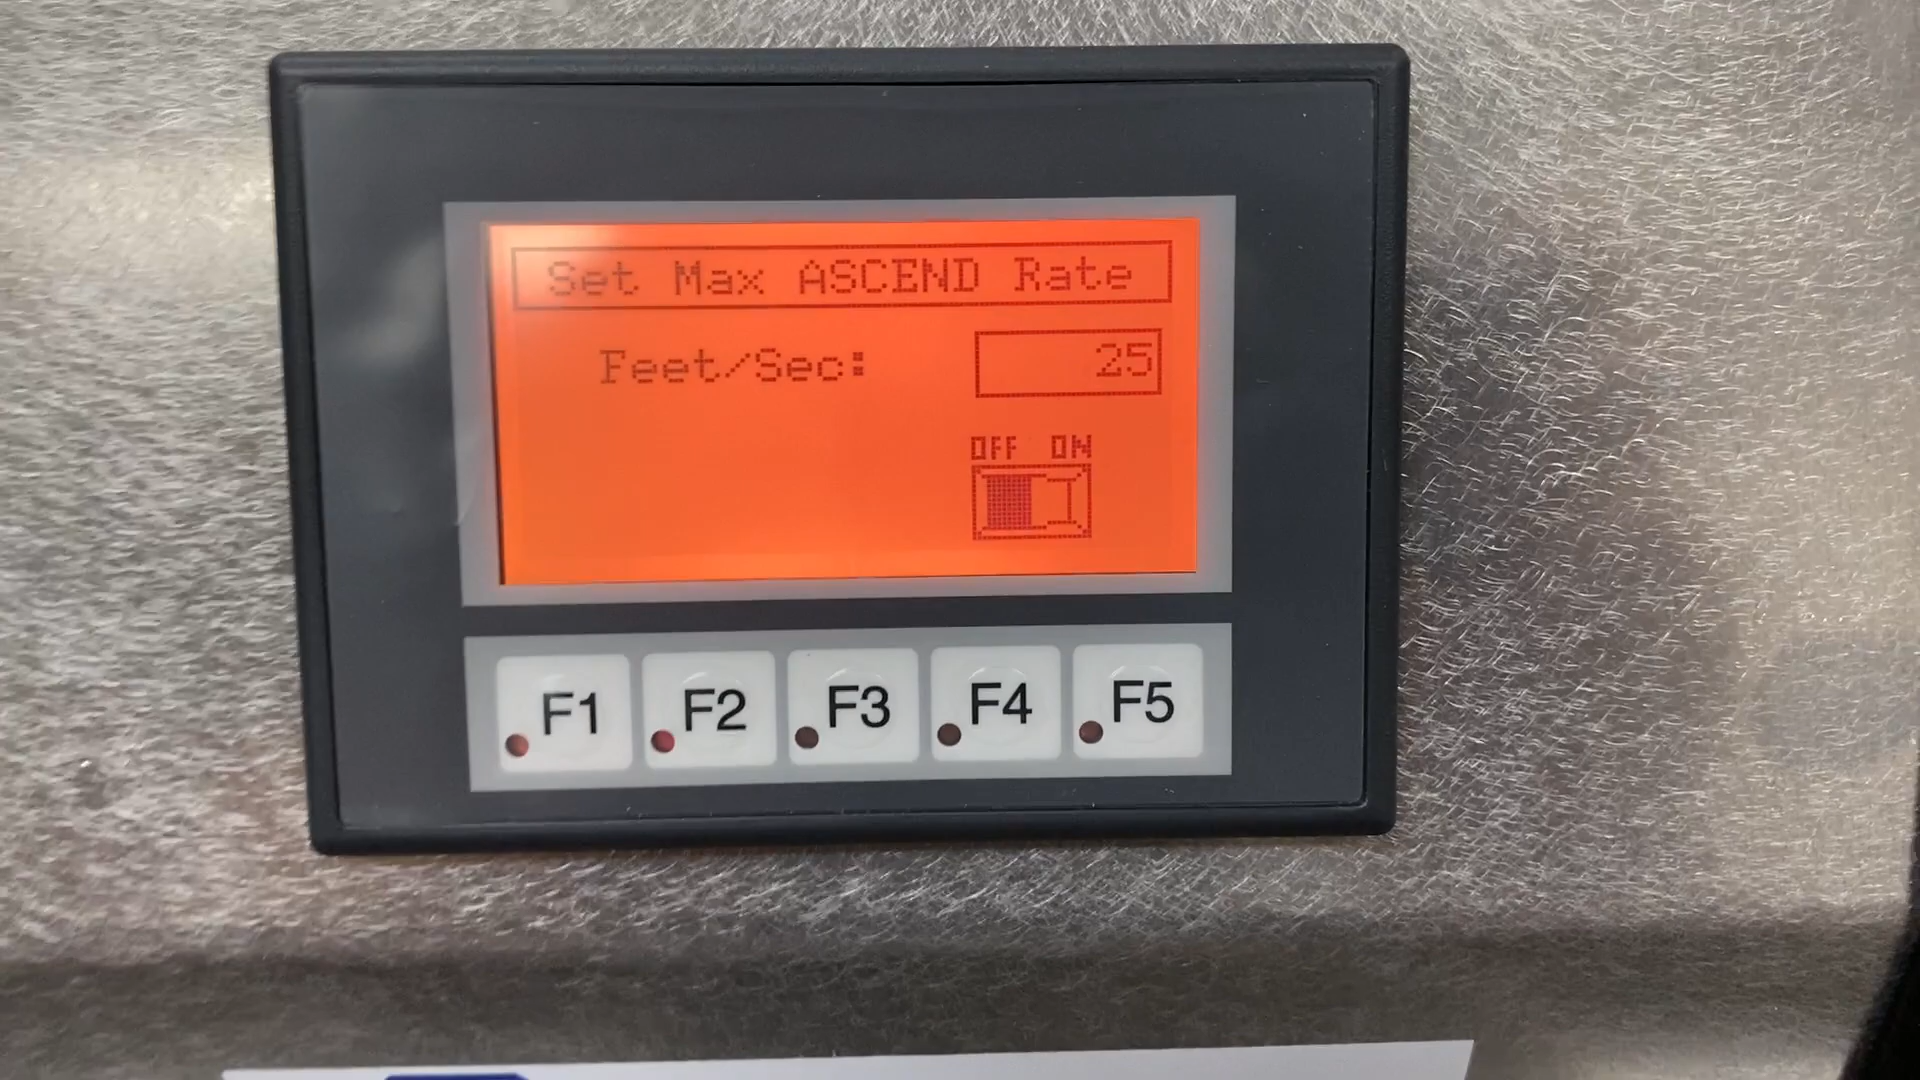 Set Max ASCEND Rate
Feet/Sec: 25
OFF ON
F1 F2 F3 F4 F5